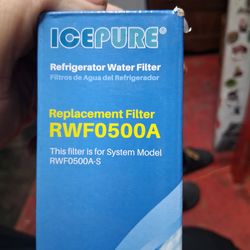 ICEPURE®
Refrigerator Water Filter
Filtros de Agua del Refrigerador
Replacement Filter
RWF0500A
This filter is for System Model
RWF0500A-S